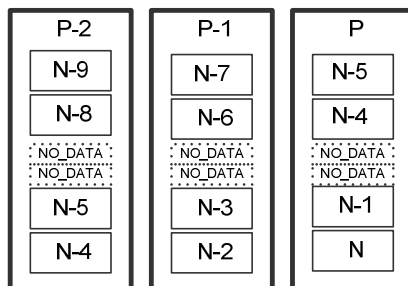 P-2
N-9
N-8
NO_DATA
NO_DATA
N-5
N-4
P-1
N-7
N-6
NO_DATA
NO_DATA
N-3
N-2
P
N-5
N-4
NO_DATA
NO_DATA
N-1
N